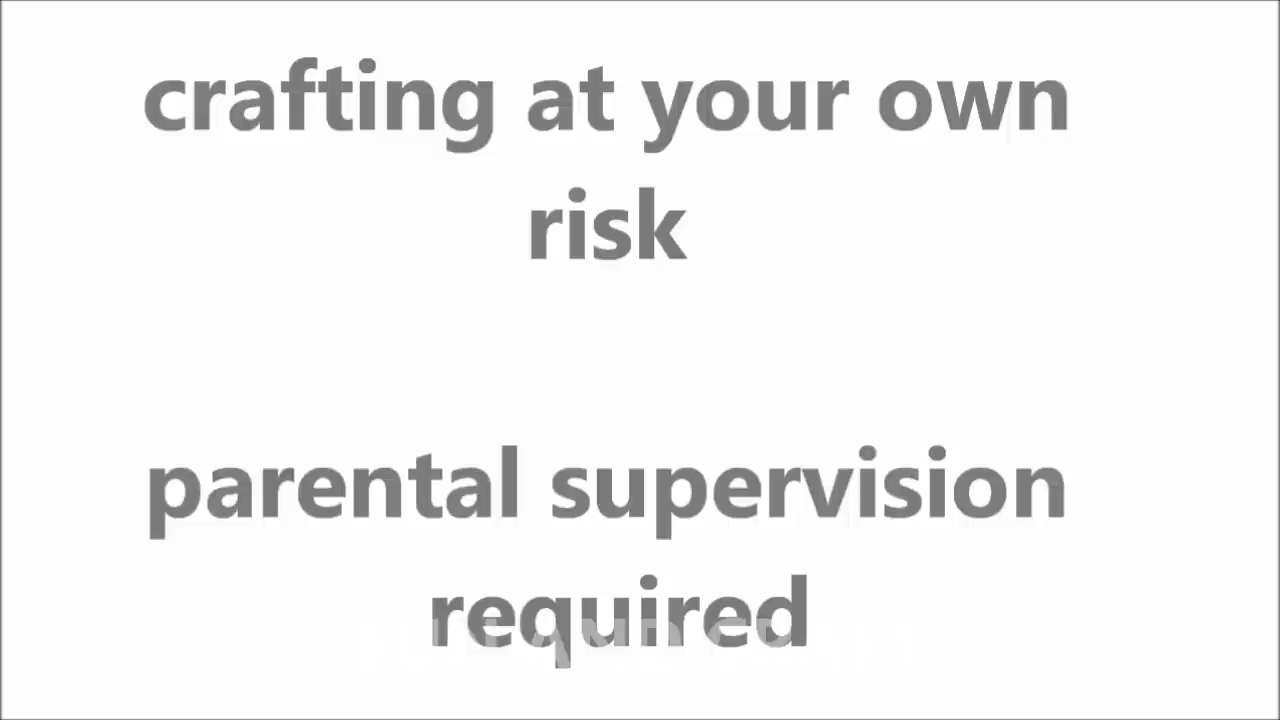 crafting at your own
risk
parental supervision
required